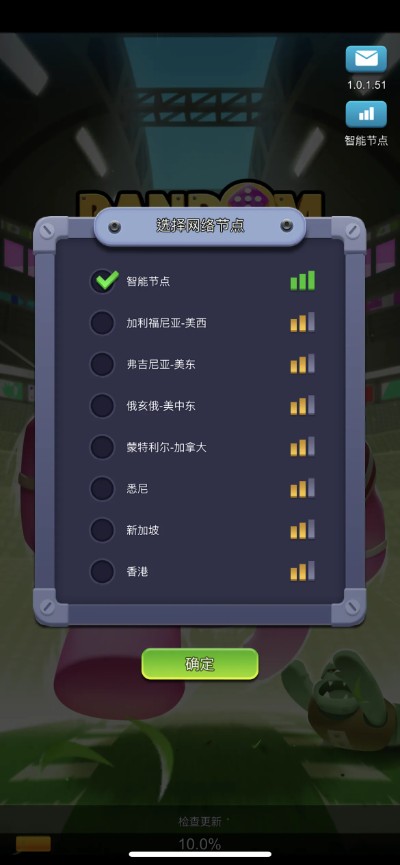 1.0.1.51
智能节点
RANDOM
选择网络节点
智能节点
加利福尼亚-美西
弗吉尼亚-美东
俄亥俄-美中东
蒙特利尔-加拿大
悉尼
新加坡
香港
确定
检查更新
10.0%